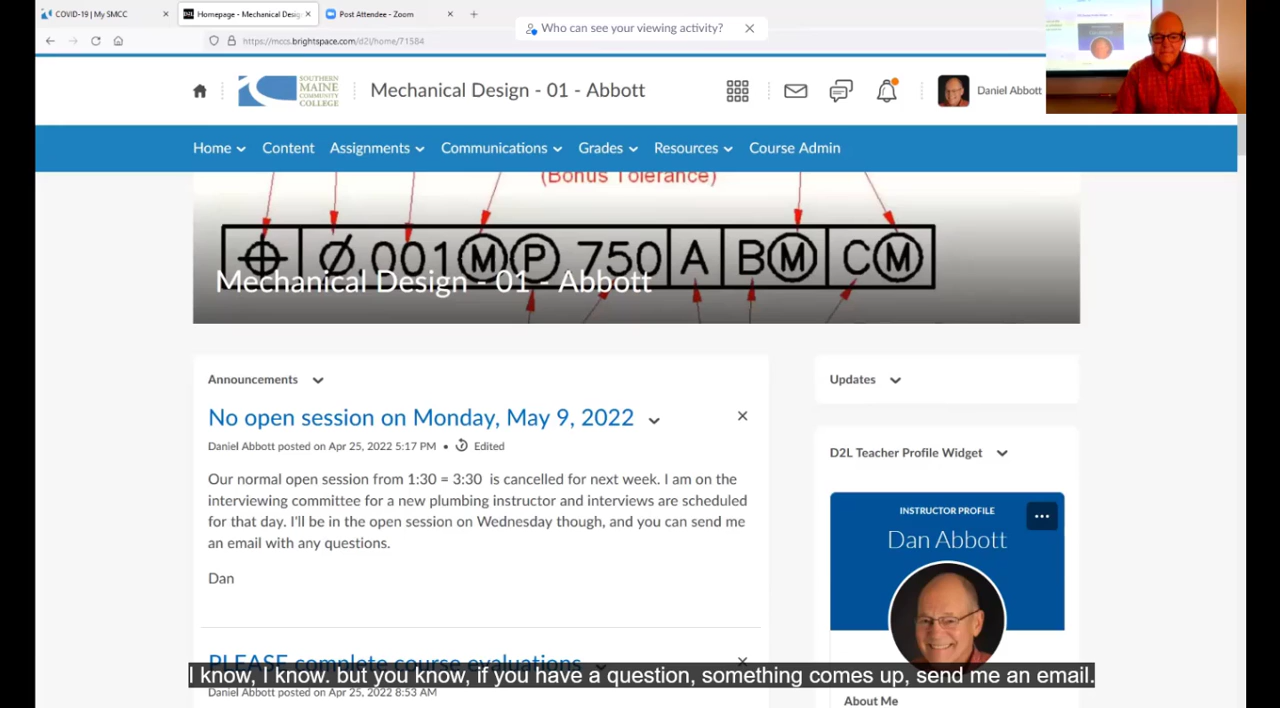 COVID-19 | My SMCC
Homepage - Mechanical Desig
Post Attendee - Zoom
Who can see your viewing activity?
https://mccs.brightspace.com/d2l/home/71584
SOUTHERN
MAINE
COMMUNITY
COLLEGE
Mechanical Design - 01 - Abbott
Daniel Abbott
Home
Content
Assignments
Communications
Grades
Resources
Course Admin
(Bonus Tolerance)
⌖ Ø.001 Ⓜ Ⓟ .750 A B Ⓜ C Ⓜ
Mechanical Design - 01 - Abbott
Announcements
No open session on Monday, May 9, 2022
Daniel Abbott posted on Apr 25, 2022 5:17 PM • Edited
Our normal open session from 1:30 = 3:30 is cancelled for next week. I am on the
interviewing committee for a new plumbing instructor and interviews are scheduled
for that day. I'll be in the open session on Wednesday though, and you can send me
an email with any questions.
Dan
PLEASE complete course evaluations
Daniel Abbott posted on Apr 22, 2022 8:53 AM
Updates
D2L Teacher Profile Widget
INSTRUCTOR PROFILE
Dan Abbott
About Me
I know, I know. but you know, if you have a question, something comes up, send me an email.